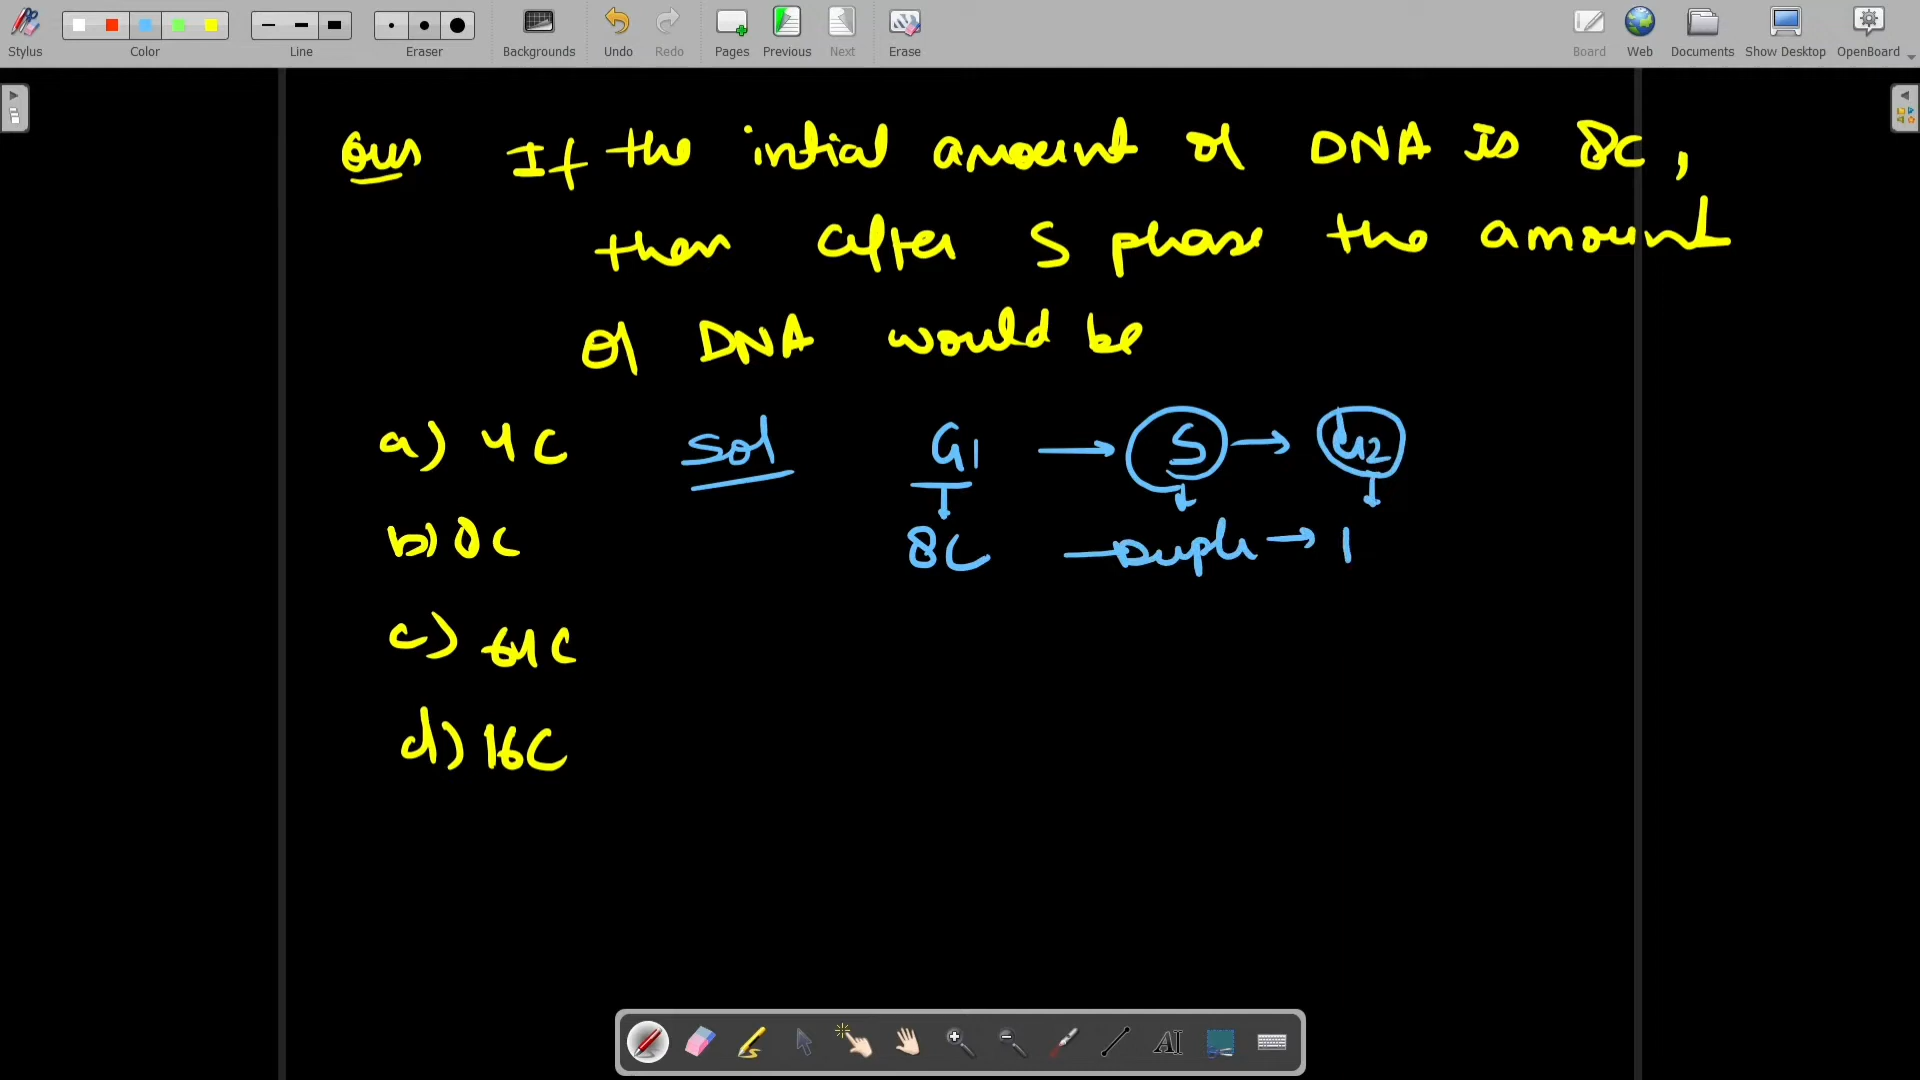 Stylus Color Line Eraser Backgrounds Undo Redo Pages Previous Next Erase Board Web Documents Show Desktop OpenBoard
Ques If the intial amount of DNA is 8C,
then after S phase the amount
of DNA would be
a) 4C
Sol G1 → S → G2
b) 8C
8C → Dupli → 1
c) 64C
d) 16C